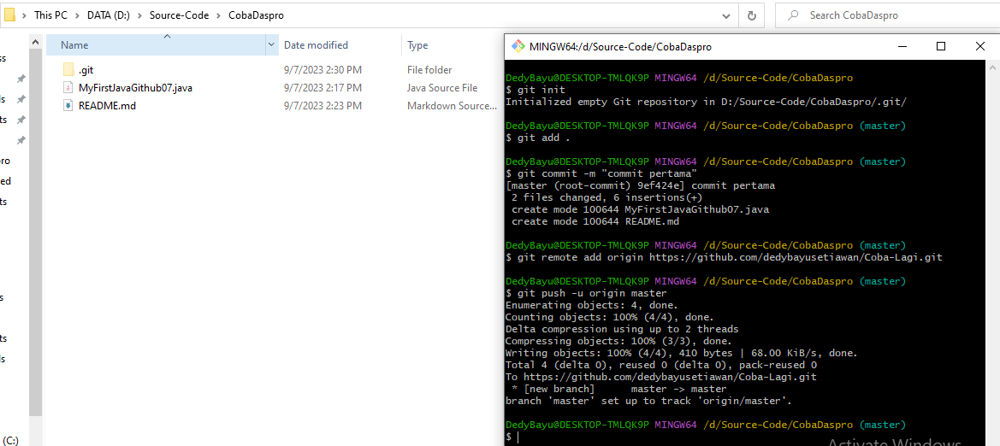 This PC > DATA (D:) > Source-Code > CobaDaspro
Search CobaDaspro
Name Date modified Type
.git 9/7/2023 2:30 PM File folder
MyFirstJavaGithub07.java 9/7/2023 2:17 PM Java Source File
README.md 9/7/2023 2:23 PM Markdown Source...
ss
ls
ts
pro
ed
ts
s
ts
ls
(C:)
MINGW64:/d/Source-Code/CobaDaspro
DedyBayu@DESKTOP-TMLQK9P MINGW64 /d/Source-Code/CobaDaspro
$ git init
Initialized empty Git repository in D:/Source-Code/CobaDaspro/.git/
DedyBayu@DESKTOP-TMLQK9P MINGW64 /d/Source-Code/CobaDaspro (master)
$ git add .
DedyBayu@DESKTOP-TMLQK9P MINGW64 /d/Source-Code/CobaDaspro (master)
$ git commit -m "commit pertama"
[master (root-commit) 9ef424e] commit pertama
2 files changed, 6 insertions(+)
create mode 100644 MyFirstJavaGithub07.java
create mode 100644 README.md
DedyBayu@DESKTOP-TMLQK9P MINGW64 /d/Source-Code/CobaDaspro (master)
$ git remote add origin https://github.com/dedybayusetiawan/Coba-Lagi.git
DedyBayu@DESKTOP-TMLQK9P MINGW64 /d/Source-Code/CobaDaspro (master)
$ git push -u origin master
Enumerating objects: 4, done.
Counting objects: 100% (4/4), done.
Delta compression using up to 2 threads
Compressing objects: 100% (3/3), done.
Writing objects: 100% (4/4), 410 bytes | 68.00 KiB/s, done.
Total 4 (delta 0), reused 0 (delta 0), pack-reused 0
To https://github.com/dedybayusetiawan/Coba-Lagi.git
* [new branch] master -> master
branch 'master' set up to track 'origin/master'.
DedyBayu@DESKTOP-TMLQK9P MINGW64 /d/Source-Code/CobaDaspro (master)
$
Activate Windows